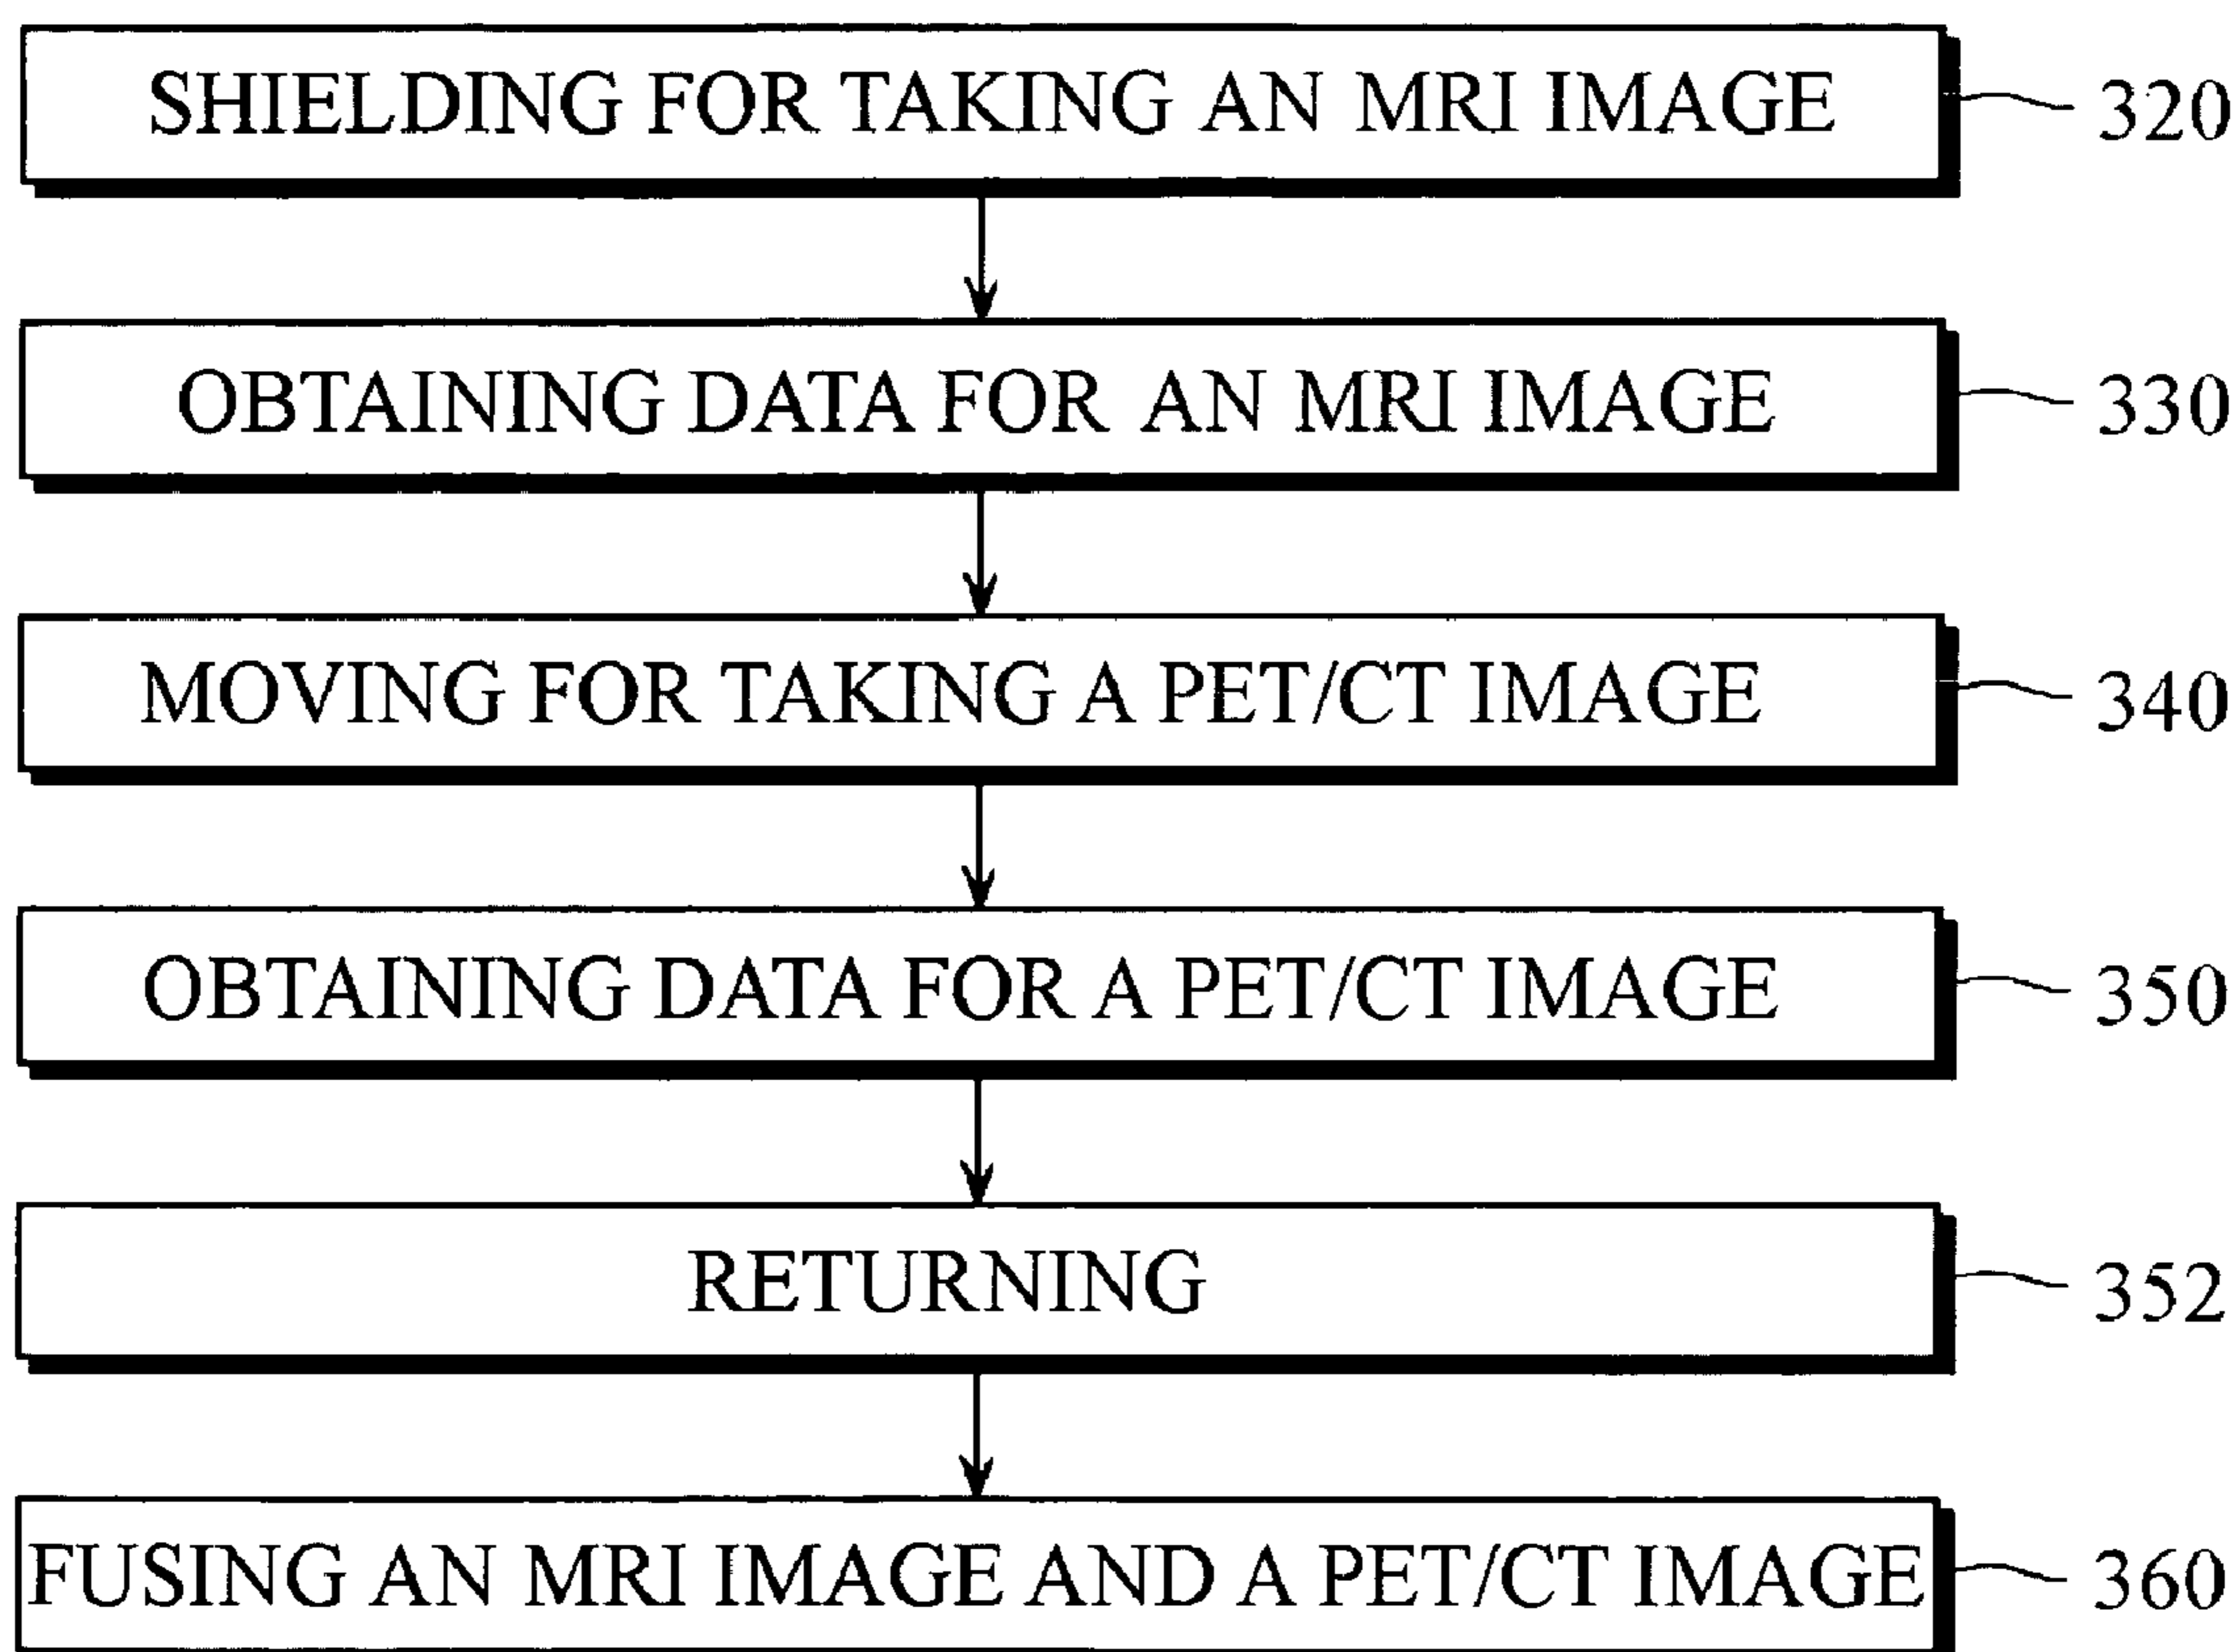 SHIELDING FOR TAKING AN MRI IMAGE 320
OBTAINING DATA FOR AN MRI IMAGE 330
MOVING FOR TAKING A PET/CT IMAGE 340
OBTAINING DATA FOR A PET/CT IMAGE 350
RETURNING 352
FUSING AN MRI IMAGE AND A PET/CT IMAGE 360